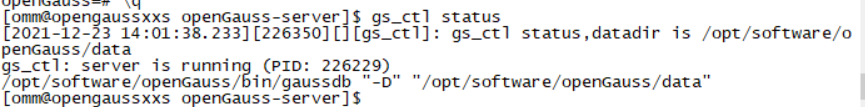 openGauss=# \q
[omm@opengaussxxs openGauss-server]$ gs_ctl status
[2021-12-23 14:01:38.233][226350][][gs_ctl]: gs_ctl status,datadir is /opt/software/o
penGauss/data
gs_ctl: server is running (PID: 226229)
/opt/software/openGauss/bin/gaussdb "-D" "/opt/software/openGauss/data"
[omm@opengaussxxs openGauss-server]$